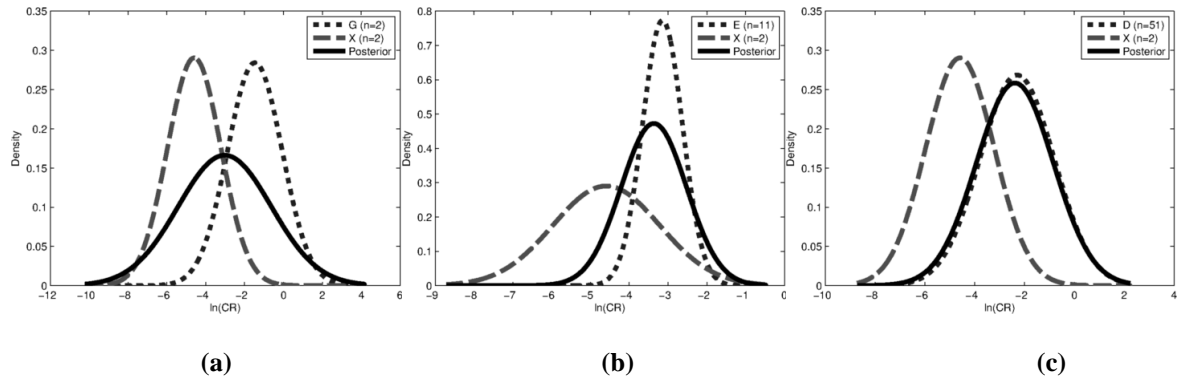 0.35
0.3
0.25
0.2
0.15
0.1
0.05
0
Density
-12 -10 -8 -6 -4 -2 0 2 4 6
ln(CR)
G (n=2)
X (n=2)
Posterior
(a)
0.8
0.7
0.6
0.5
0.4
0.3
0.2
0.1
0
Density
-9 -8 -7 -6 -5 -4 -3 -2 -1 0
ln(CR)
E (n=11)
X (n=2)
Posterior
(b)
0.35
0.3
0.25
0.2
0.15
0.1
0.05
0
Density
-10 -8 -6 -4 -2 0 2 4
ln(CR)
D (n=51)
X (n=2)
Posterior
(c)